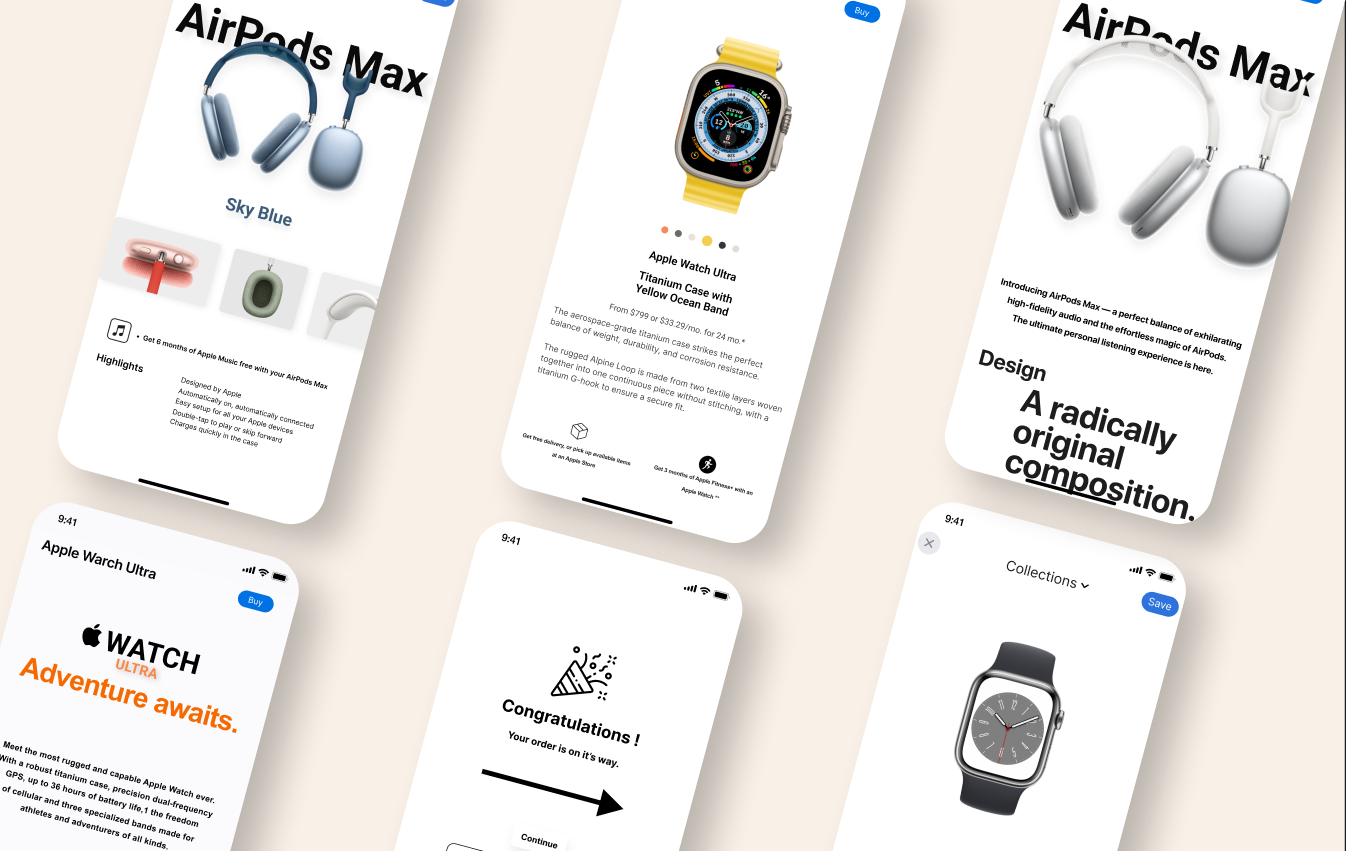 AirPods Max
Sky Blue
Get 6 months of Apple Music free with your AirPods Max
Highlights
Designed by Apple
Automatically on, automatically connected
Easy setup for all your Apple devices
Double-tap to play or skip forward
Charges quickly in the case
Buy
Apple Watch Ultra
Titanium Case with
Yellow Ocean Band
From $799 or $33.29/mo. for 24 mo.*
The aerospace-grade titanium case strikes the perfect
balance of weight, durability, and corrosion resistance.
The rugged Alpine Loop is made from two textile layers woven
together into one continuous piece without stitching, with a
titanium G-hook to ensure a secure fit.
Get free delivery, or pick up available items
at an Apple Store
Get 3 months of Apple Fitness+ with an
Apple Watch
AirPods Max
Introducing AirPods Max — a perfect balance of exhilarating
high-fidelity audio and the effortless magic of AirPods.
The ultimate personal listening experience is here.
Design
A radically
original
composition.
9:41
Apple Warch Ultra
Buy
WATCH
ULTRA
Adventure awaits.
Meet the most rugged and capable Apple Watch ever.
With a robust titanium case, precision dual-frequency
GPS, up to 36 hours of battery life,1 the freedom
of cellular and three specialized bands made for
athletes and adventurers of all kinds.
9:41
Congratulations !
Your order is on it's way.
Continue
9:41
Collections
Save